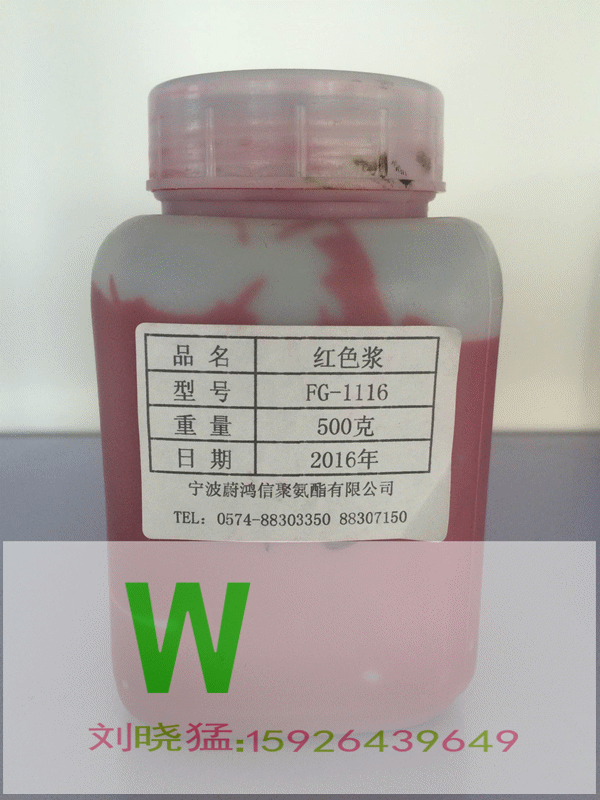 品 名 红色浆
型 号 FG-1116
重 量 500克
日 期 2016年
宁波蔚鸿信聚氨酯有限公司
TEL: 0574-88303350 88307150
W
刘晓猛:15926439649